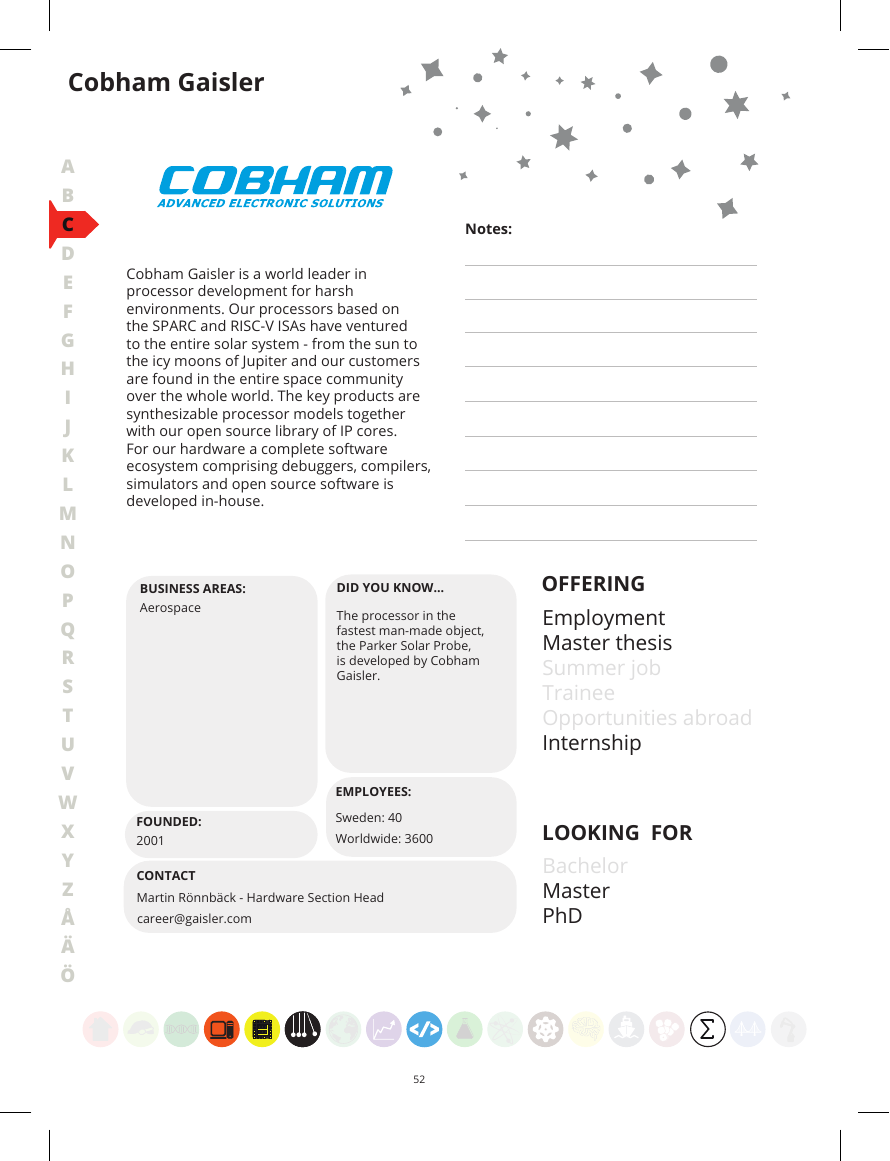 Cobham Gaisler
A
B
C
D
E
F
G
H
I
J
K
L
M
N
O
P
Q
R
S
T
U
V
W
X
Y
Z
Å
Ä
Ö
COBHAM
ADVANCED ELECTRONIC SOLUTIONS
Cobham Gaisler is a world leader in
processor development for harsh
environments. Our processors based on
the SPARC and RISC-V ISAs have ventured
to the entire solar system - from the sun to
the icy moons of Jupiter and our customers
are found in the entire space community
over the whole world. The key products are
synthesizable processor models together
with our open source library of IP cores.
For our hardware a complete software
ecosystem comprising debuggers, compilers,
simulators and open source software is
developed in-house.
Notes:
BUSINESS AREAS:
Aerospace
DID YOU KNOW...
The processor in the
fastest man-made object,
the Parker Solar Probe,
is developed by Cobham
Gaisler.
FOUNDED:
2001
EMPLOYEES:
Sweden: 40
Worldwide: 3600
CONTACT
Martin Rönnbäck - Hardware Section Head
career@gaisler.com
OFFERING
Employment
Master thesis
Summer job
Trainee
Opportunities abroad
Internship
LOOKING FOR
Bachelor
Master
PhD
</>
Σ
52